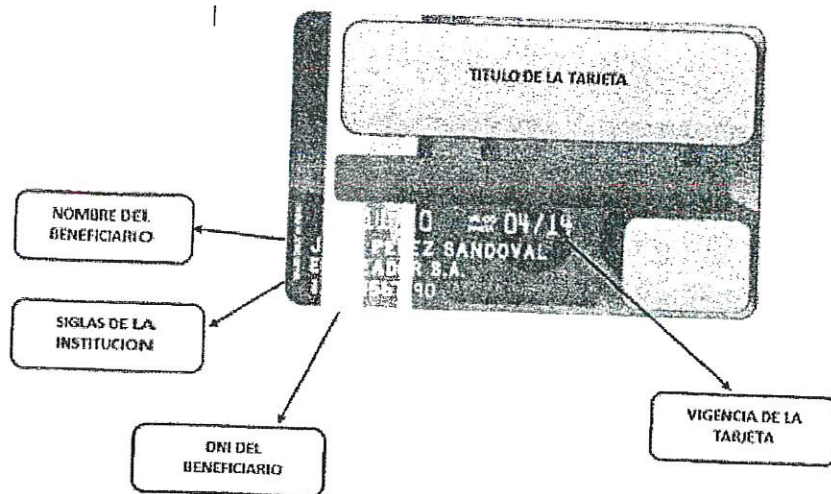 TITULO DE LA TARJETA
04/14
PEREZ SANDOVAL
S.A.
90
NOMBRE DEL
BENEFICIARIO
SIGLAS DE LA
INSTITUCION
DNI DEL
BENEFICIARIO
VIGENCIA DE LA
TARJETA